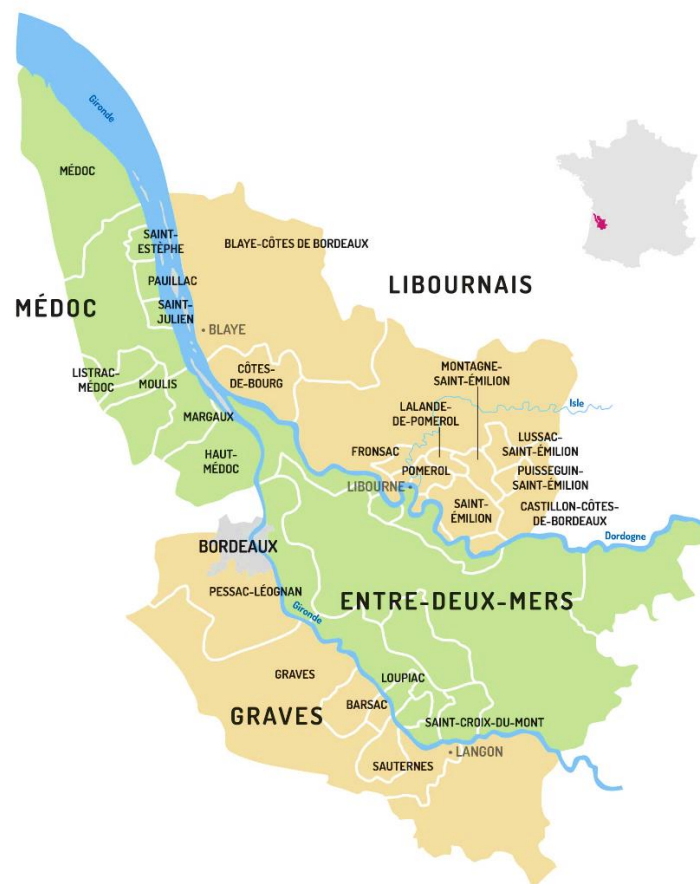 Gironde
MÉDOC
SAINT-
ESTÈPHE
BLAYE-CÔTES DE BORDEAUX
PAUILLAC
LIBOURNAIS
MÉDOC
SAINT-
JULIEN
• BLAYE
MONTAGNE-
SAINT-ÉMILION
LISTRAC-
MÉDOC
MOULIS
CÔTES-
DE-BOURG
LALANDE-
DE-POMEROL
Isle
MARGAUX
LUSSAC-
SAINT-ÉMILION
FRONSAC
HAUT-
MÉDOC
POMEROL
PUISSEGUIN-
SAINT-ÉMILION
LIBOURNE •
SAINT-
ÉMILION
CASTILLON-CÔTES-
DE-BORDEAUX
Dordogne
BORDEAUX
PESSAC-LÉOGNAN
ENTRE-DEUX-MERS
Gironde
GRAVES
LOUPIAC
BARSAC
GRAVES
SAINT-CROIX-DU-MONT
• LANGON
SAUTERNES